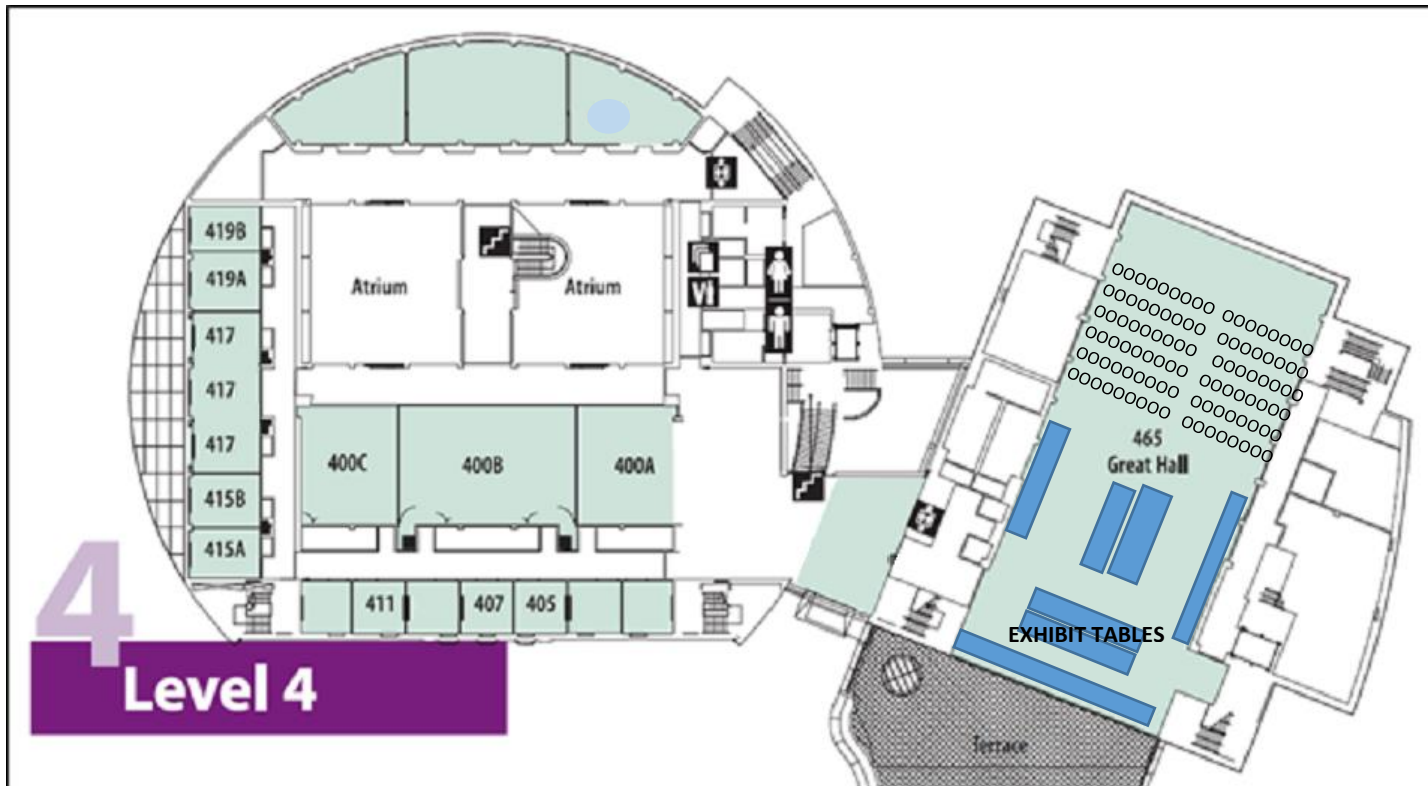 419B
419A
Atrium
Atrium
417
417
417
465
Great Hall
400C
400B
400A
415B
415A
411
407
405
EXHIBIT TABLES
4
Level 4
Terrace